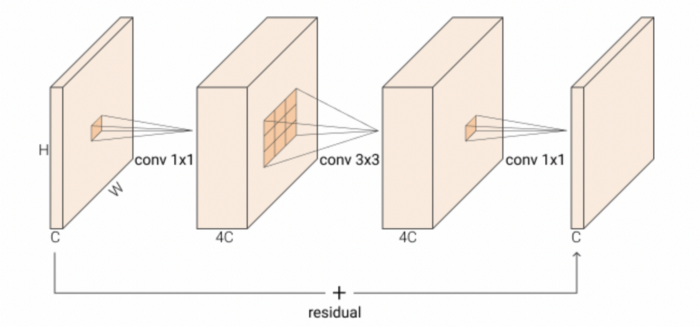 H
W
C
conv 1x1
4C
conv 3x3
4C
conv 1x1
C
+
residual